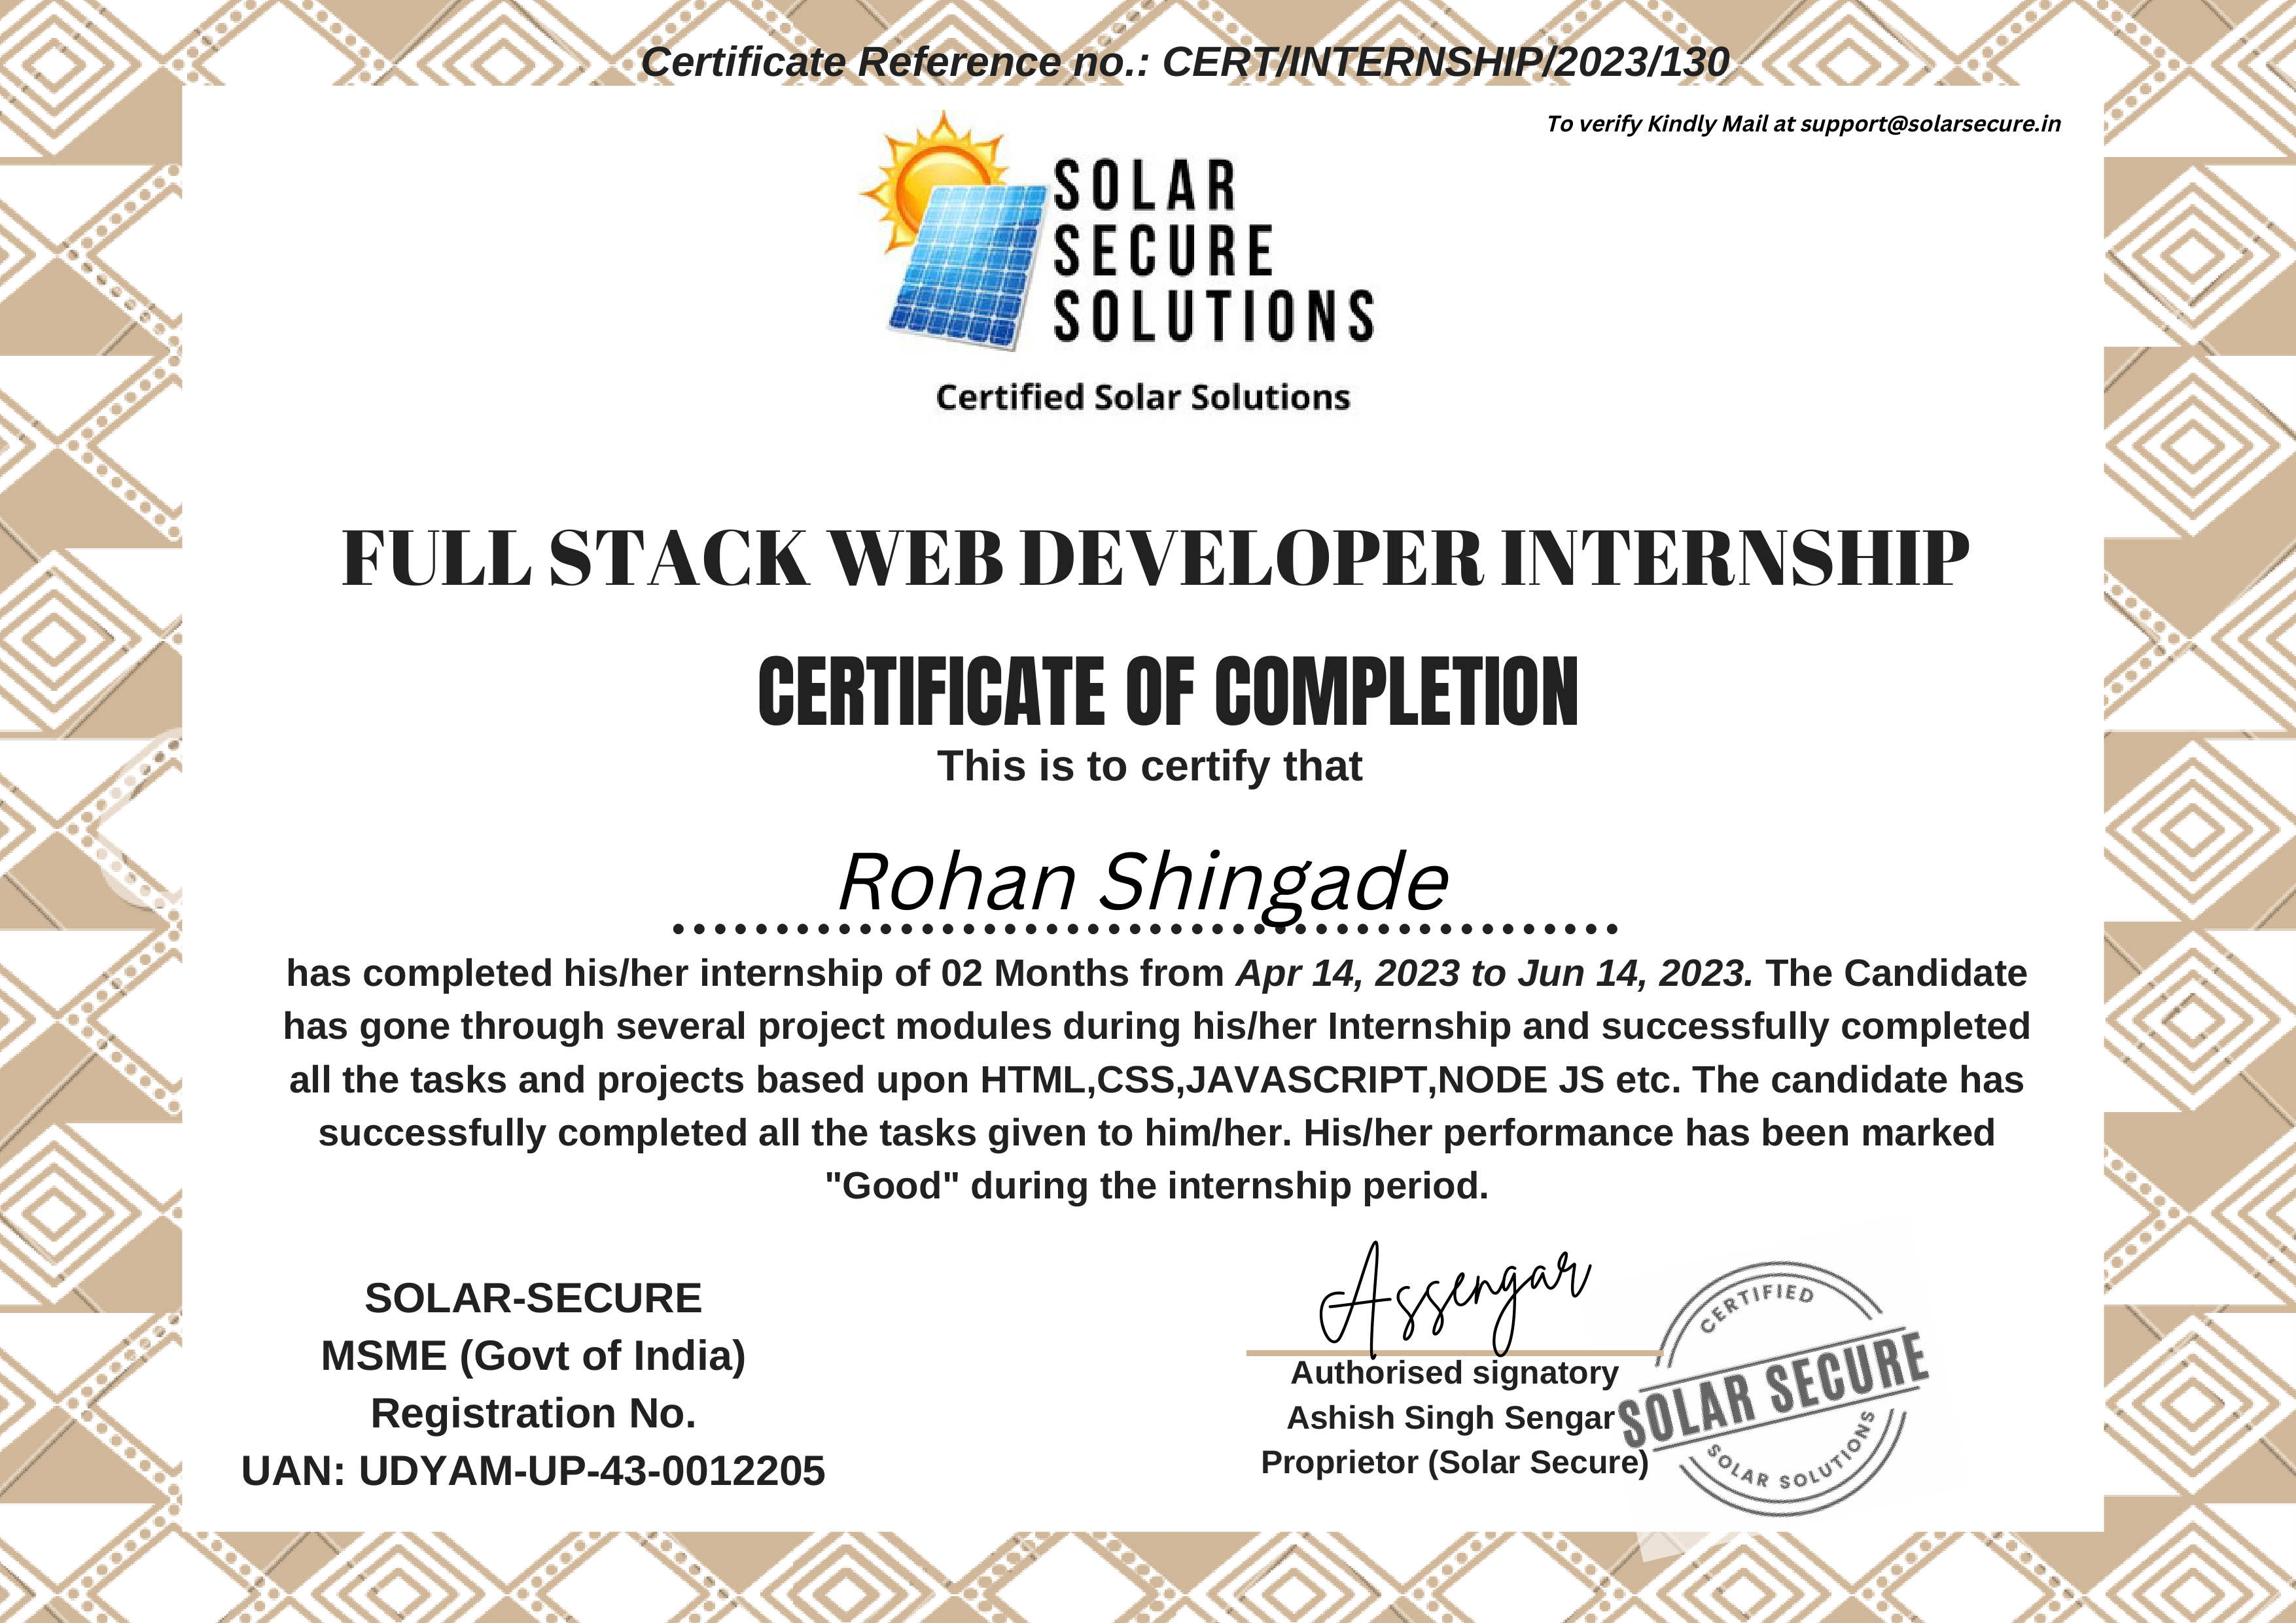 Certificate Reference no.: CERT/INTERNSHIP/2023/130
To verify Kindly Mail at support@solarsecure.in
SOLAR
SECURE
SOLUTIONS
Certified Solar Solutions
FULL STACK WEB DEVELOPER INTERNSHIP
CERTIFICATE OF COMPLETION
This is to certify that
Rohan Shingade
has completed his/her internship of 02 Months from Apr 14, 2023 to Jun 14, 2023. The Candidate
has gone through several project modules during his/her Internship and successfully completed
all the tasks and projects based upon HTML,CSS,JAVASCRIPT,NODE JS etc. The candidate has
successfully completed all the tasks given to him/her. His/her performance has been marked
"Good" during the internship period.
SOLAR-SECURE
MSME (Govt of India)
Registration No.
UAN: UDYAM-UP-43-0012205
Assengar
Authorised signatory
Ashish Singh Sengar
Proprietor (Solar Secure)
CERTIFIED
SOLAR SECURE
SOLAR SOLUTIONS